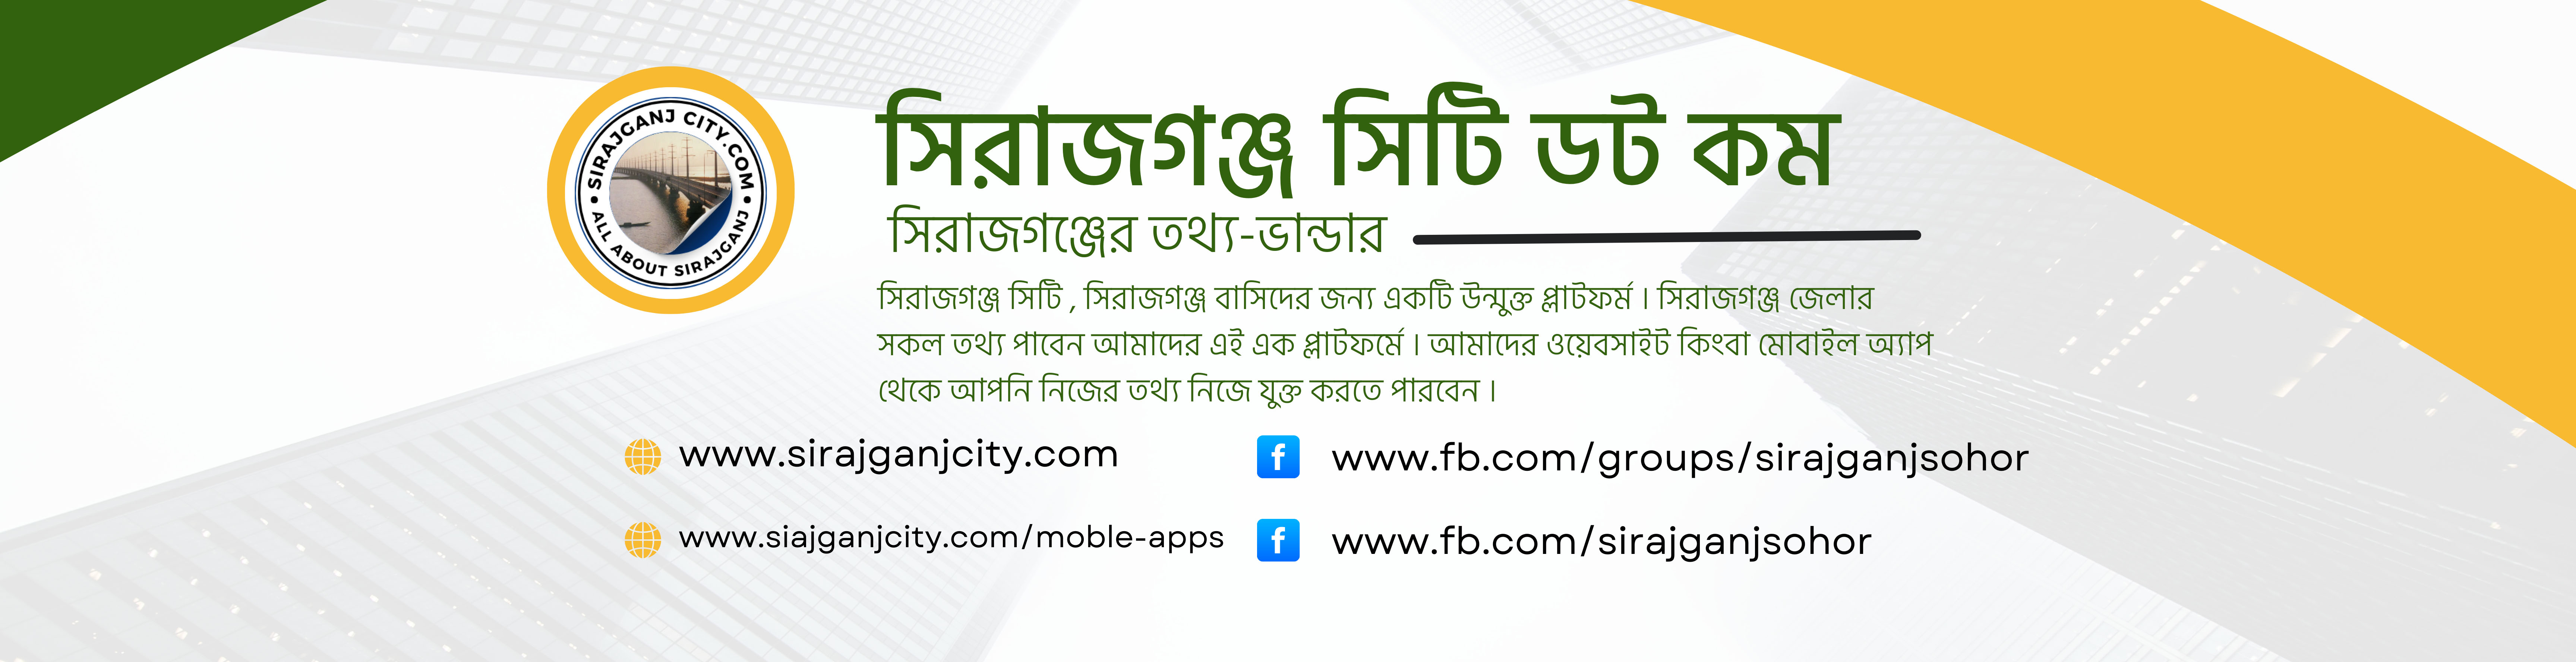 SIRAJGANJ CITY.COM
ALL ABOUT SIRAJGANJ
সিরাজগঞ্জ সিটি ডট কম
সিরাজগঞ্জের তথ্য-ভান্ডার
সিরাজগঞ্জ সিটি , সিরাজগঞ্জ বাসিদের জন্য একটি উন্মুক্ত প্লাটফর্ম । সিরাজগঞ্জ জেলার
সকল তথ্য পাবেন আমাদের এই এক প্লাটফর্মে । আমাদের ওয়েবসাইট কিংবা মোবাইল অ্যাপ
থেকে আপনি নিজের তথ্য নিজে যুক্ত করতে পারবেন ।
www.sirajganjcity.com
www.fb.com/groups/sirajganjsohor
www.siajganjcity.com/moble-apps
www.fb.com/sirajganjsohor